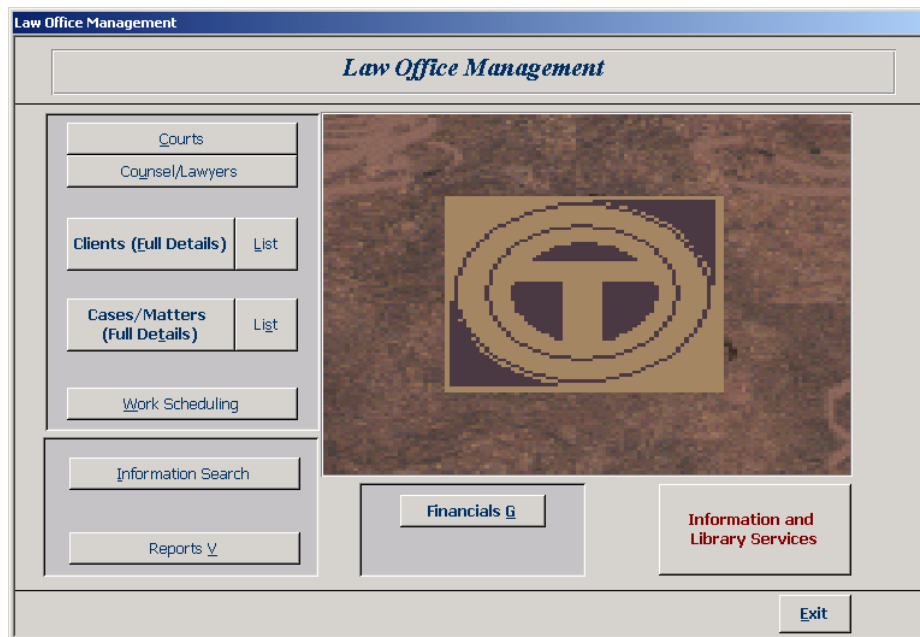 Law Office Management
Law Office Management
Courts
Counsel/Lawyers
Clients (Full Details)
List
Cases/Matters
(Full Details)
List
Work Scheduling
Information Search
Reports V
Financials G
Information and
Library Services
Exit